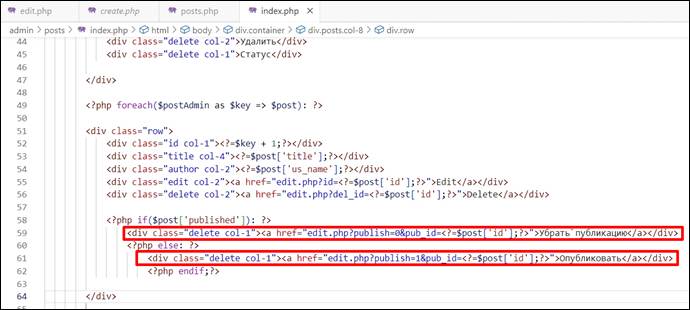 edit.php create.php posts.php index.php ×
admin > posts > index.php > html > body > div.container > div.posts.col-8 > div.row
44 <div class="delete col-2">Удалить</div>
45 <div class="delete col-1">Статус</div>
46
47 </div>
48
49 <?php foreach($postAdmin as $key => $post): ?>
50
51 <div class="row">
52 <div class="id col-1"><?=$key + 1;?></div>
53 <div class="title col-4"><?=$post['title'];?></div>
54 <div class="author col-2"><?=$post['us_name'];?></div>
55 <div class="edit col-2"><a href="edit.php?id=<?=$post['id'];?>">Edit</a></div>
56 <div class="delete col-2"><a href="edit.php?del_id=<?=$post['id'];?>">Delete</a></div>
57
58 <?php if($post['published']): ?>
59 <div class="delete col-1"><a href="edit.php?publish=0&pub_id=<?=$post['id'];?>">Убрать публикацию</a></div>
60 <?php else: ?>
61 <div class="delete col-1"><a href="edit.php?publish=1&pub_id=<?=$post['id'];?>">Опубликовать</a></div>
62 <?php endif;?>
63
64 </div>